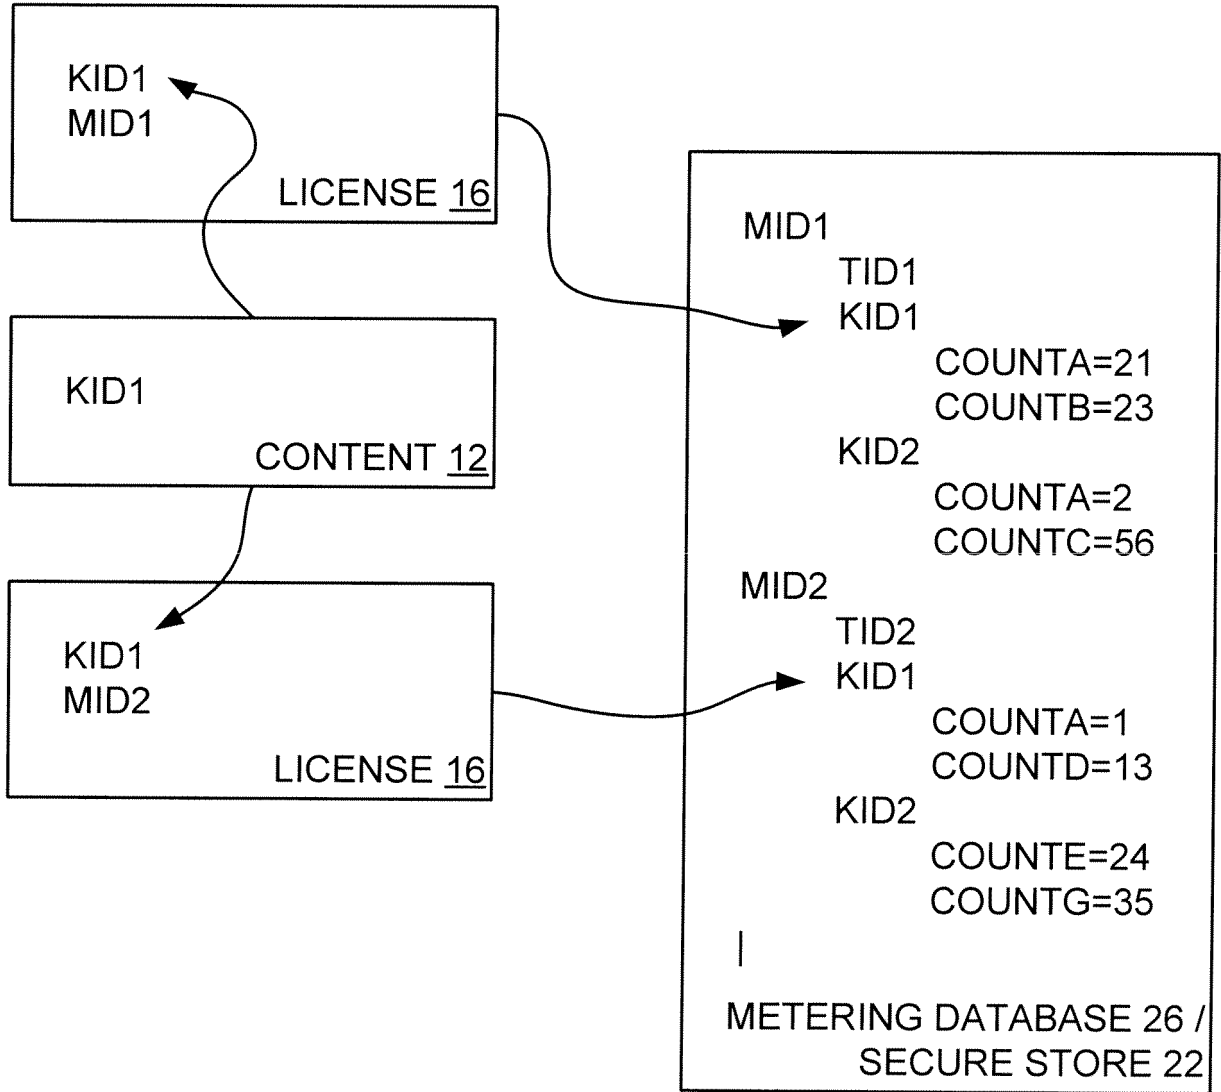 KID1
MID1
LICENSE 16
KID1
CONTENT 12
KID1
MID2
LICENSE 16
MID1
TID1
KID1
COUNTA=21
COUNTB=23
KID2
COUNTA=2
COUNTC=56
MID2
TID2
KID1
COUNTA=1
COUNTD=13
KID2
COUNTE=24
COUNTG=35
|
METERING DATABASE 26 /
SECURE STORE 22